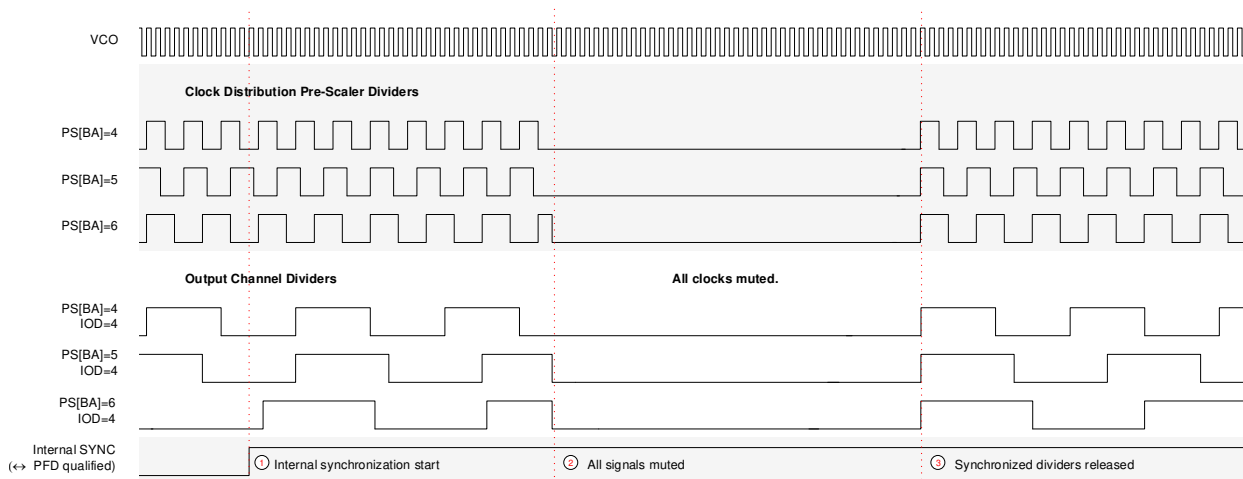 VCO
Clock Distribution Pre-Scaler Dividers
PS[BA]=4
PS[BA]=5
PS[BA]=6
Output Channel Dividers
All clocks muted.
PS[BA]=4
IOD=4
PS[BA]=5
IOD=4
PS[BA]=6
IOD=4
Internal SYNC
(↔ PFD qualified)
1 Internal synchronization start
2 All signals muted
3 Synchronized dividers released